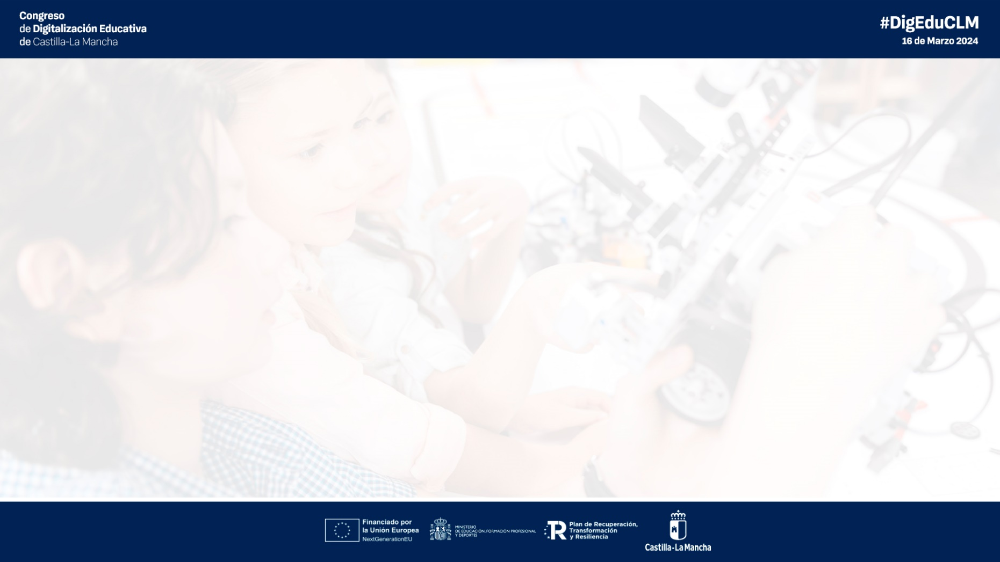 Congreso
de Digitalización Educativa
de Castilla-La Mancha
#DigEduCLM
16 de Marzo 2024
Financiado por
la Unión Europea
NextGenerationEU
MINISTERIO
DE EDUCACIÓN, FORMACIÓN PROFESIONAL
Y DEPORTES
R
Plan de Recuperación,
Transformación
y Resiliencia
Castilla-La Mancha